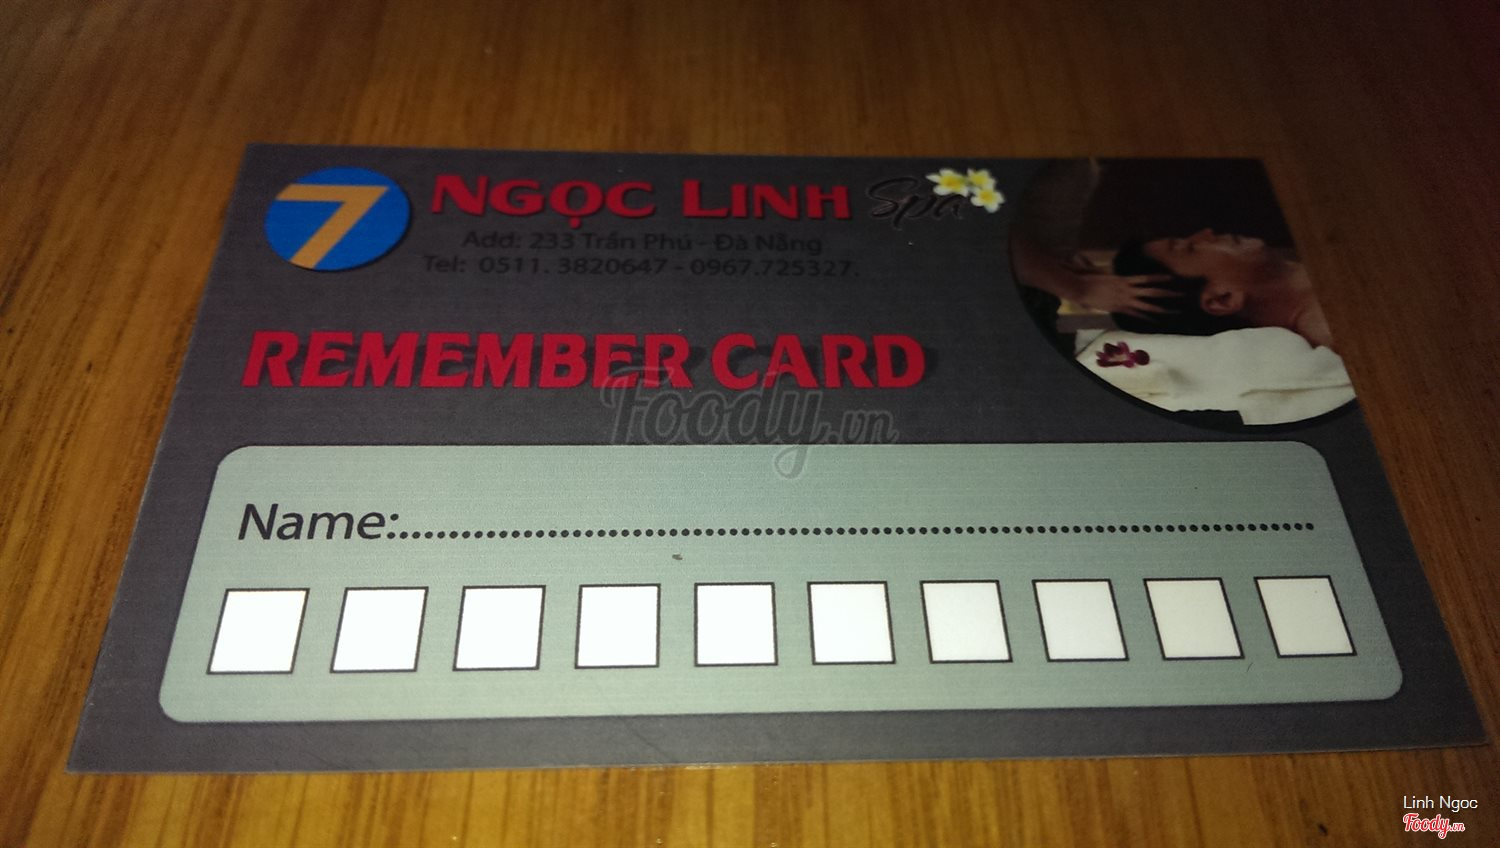 7
NGỌC LINH Spa
Add: 233 Trần Phú - Đà Nẵng
Tel: 0511. 3820647 - 0967.725327.
REMEMBER CARD
Foody.vn
Name:................................................................................
Linh Ngoc
Foody.vn